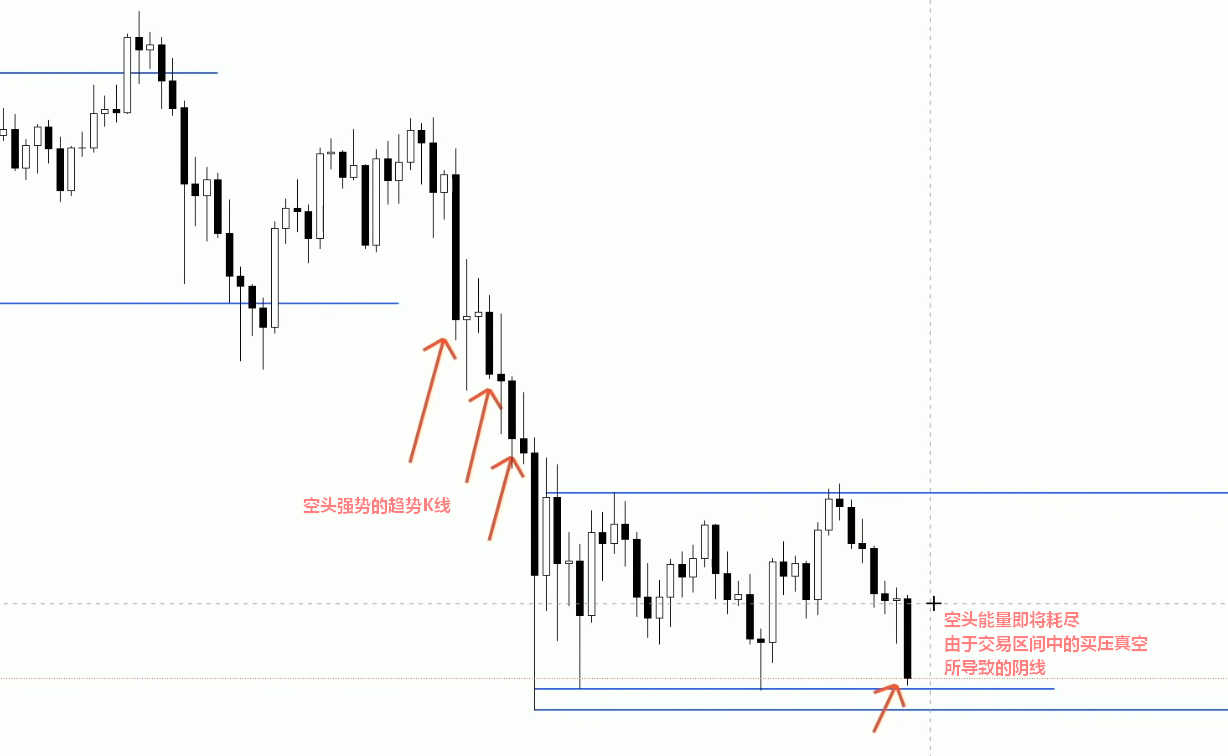 空头强势的趋势K线
空头能量即将耗尽
由于交易区间中的买压真空
所导致的阴线